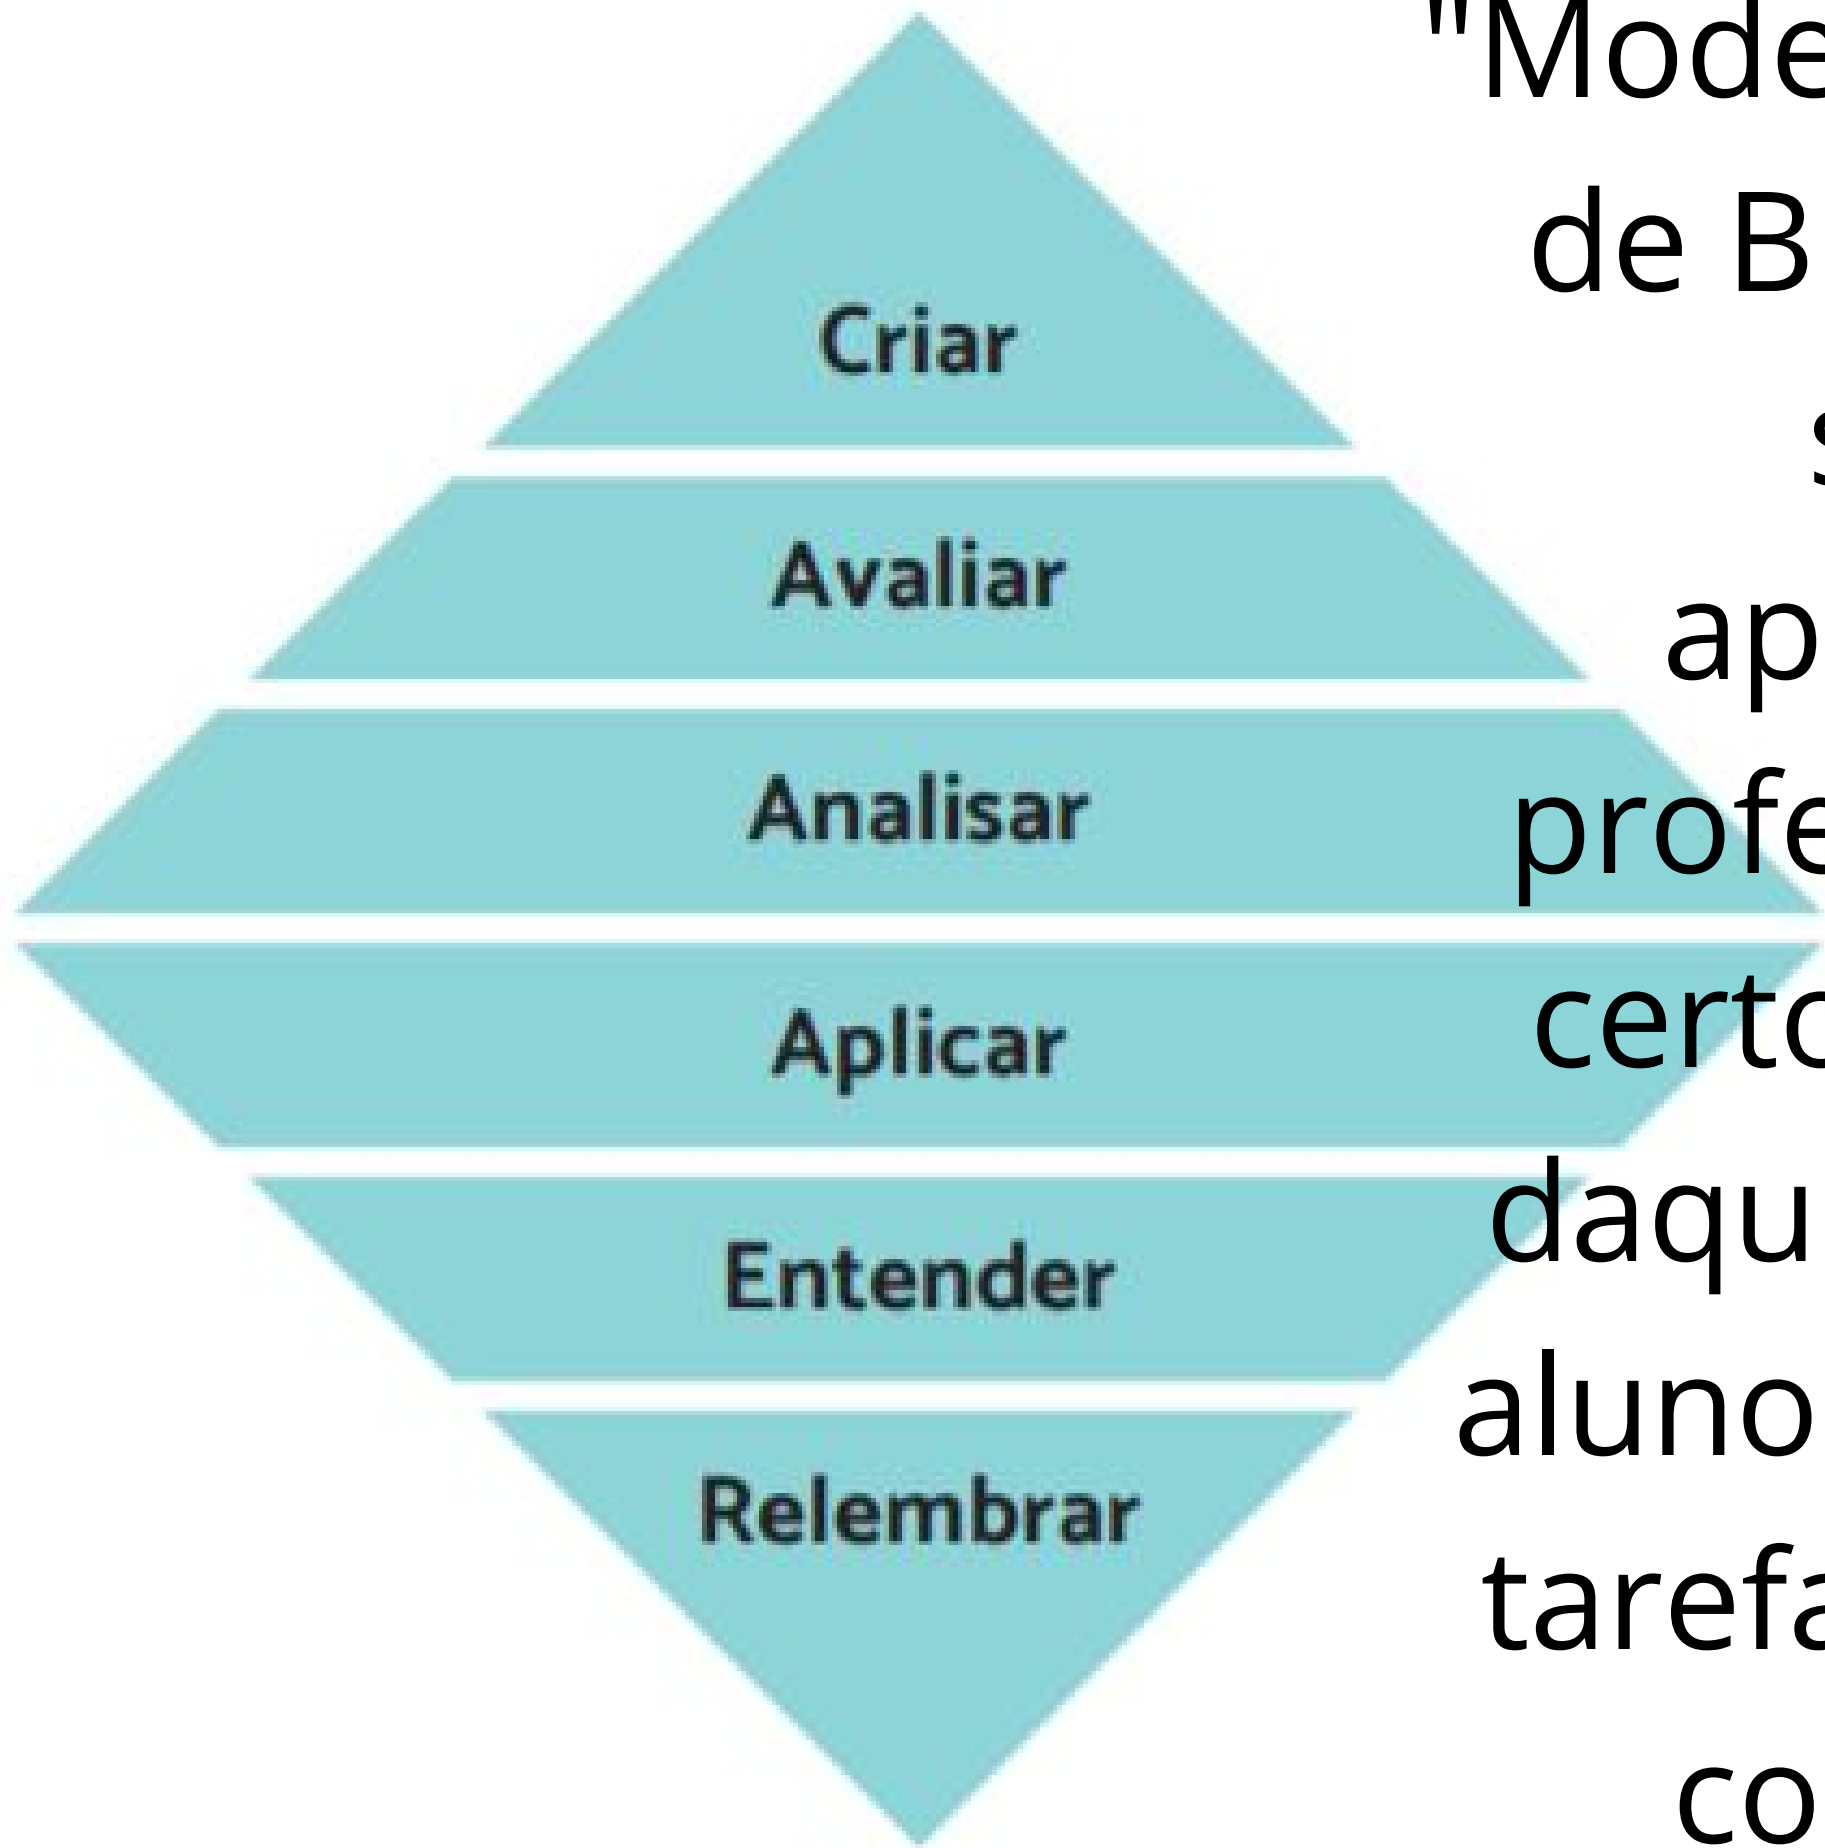 Criar
Avaliar
Analisar
Aplicar
Entender
Relembrar
"Mode
de B
s
ap
profe
certo
daqu
aluno
tarefa
co